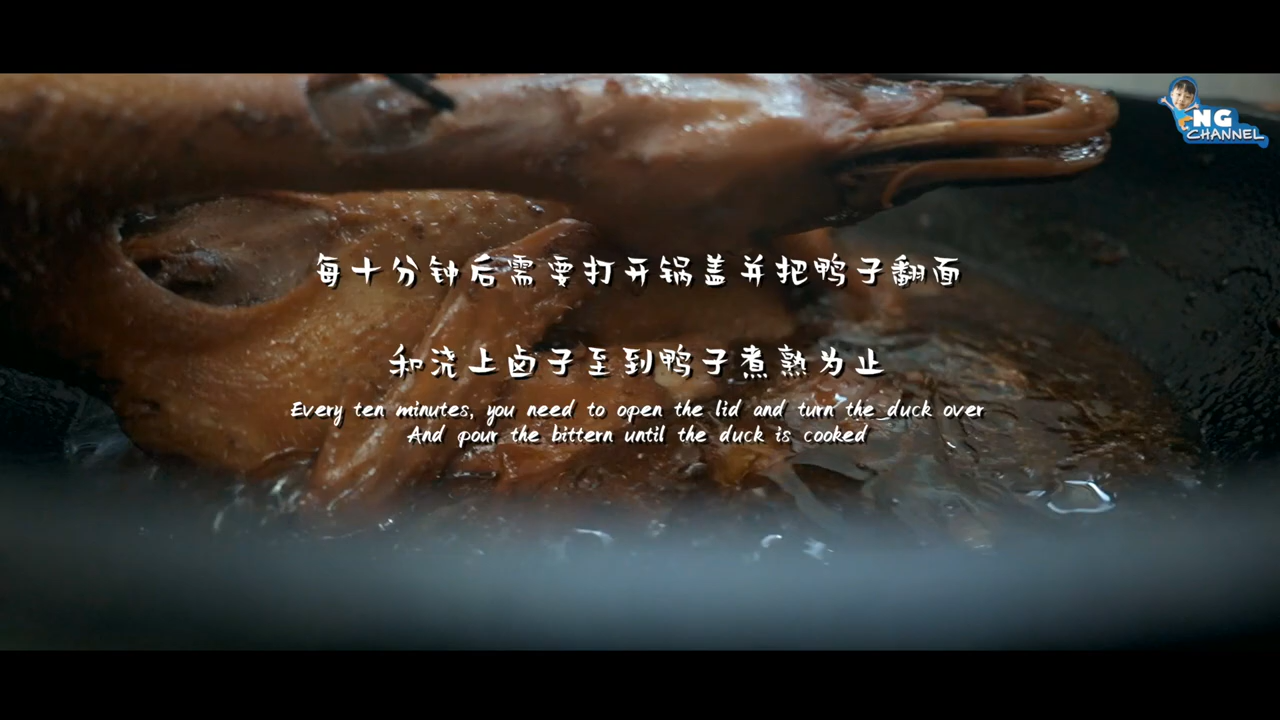 NG
CHANNEL
每十分钟后需要打开锅盖并把鸭子翻面
和浇上卤子至到鸭子煮熟为止
Every ten minutes, you need to open the lid and turn the duck over
And pour the bittern until the duck is cooked